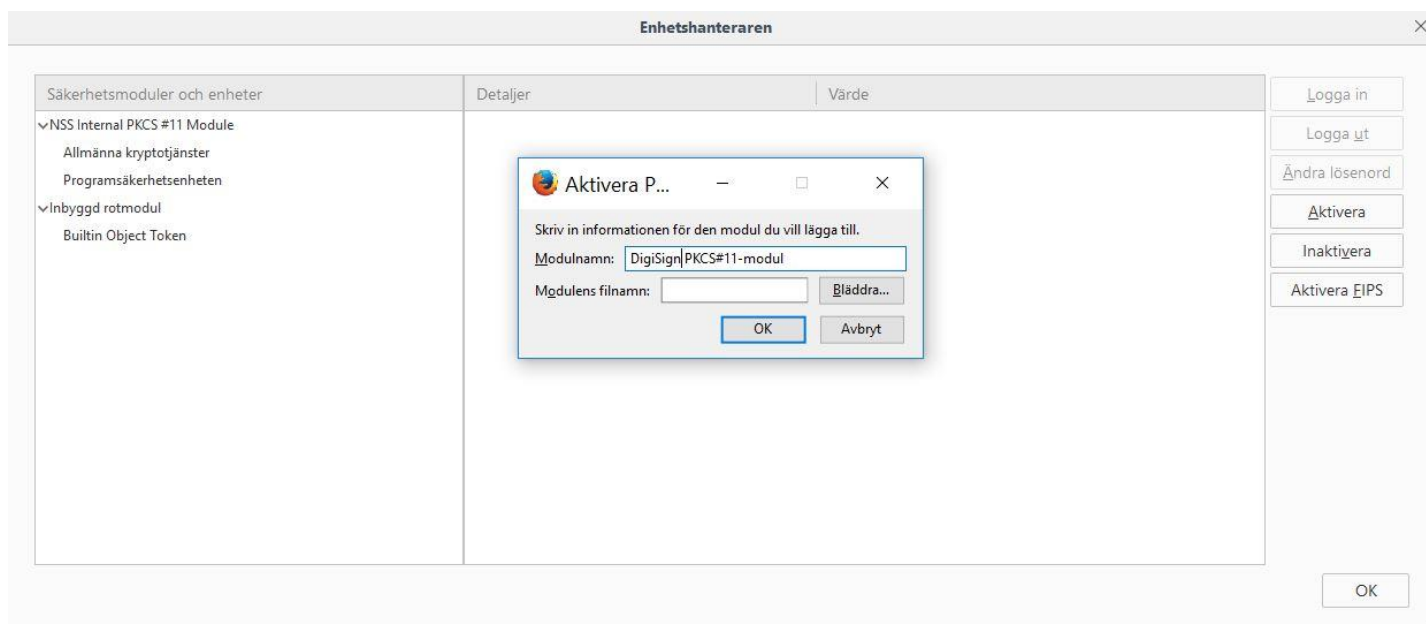 Enhetshanteraren
Säkerhetsmoduler och enheter
Detaljer
Värde
NSS Internal PKCS #11 Module
Allmänna kryptotjänster
Programsäkerhetsenheten
Inbyggd rotmodul
Builtin Object Token
Logga in
Logga ut
Ändra lösenord
Aktivera
Inaktivera
Aktivera FIPS
Aktivera P...
Skriv in informationen för den modul du vill lägga till.
Modulnamn: DigiSign PKCS#11-modul
Modulens filnamn: Bläddra...
OK Avbryt
OK